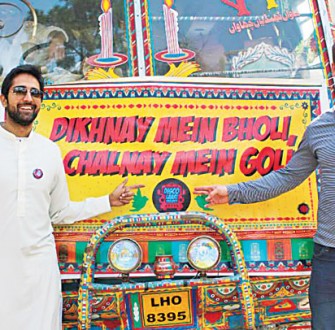 DIKHNAY MEIN BHOLI,
CHALNAY MEIN GOLI
LHO
8395